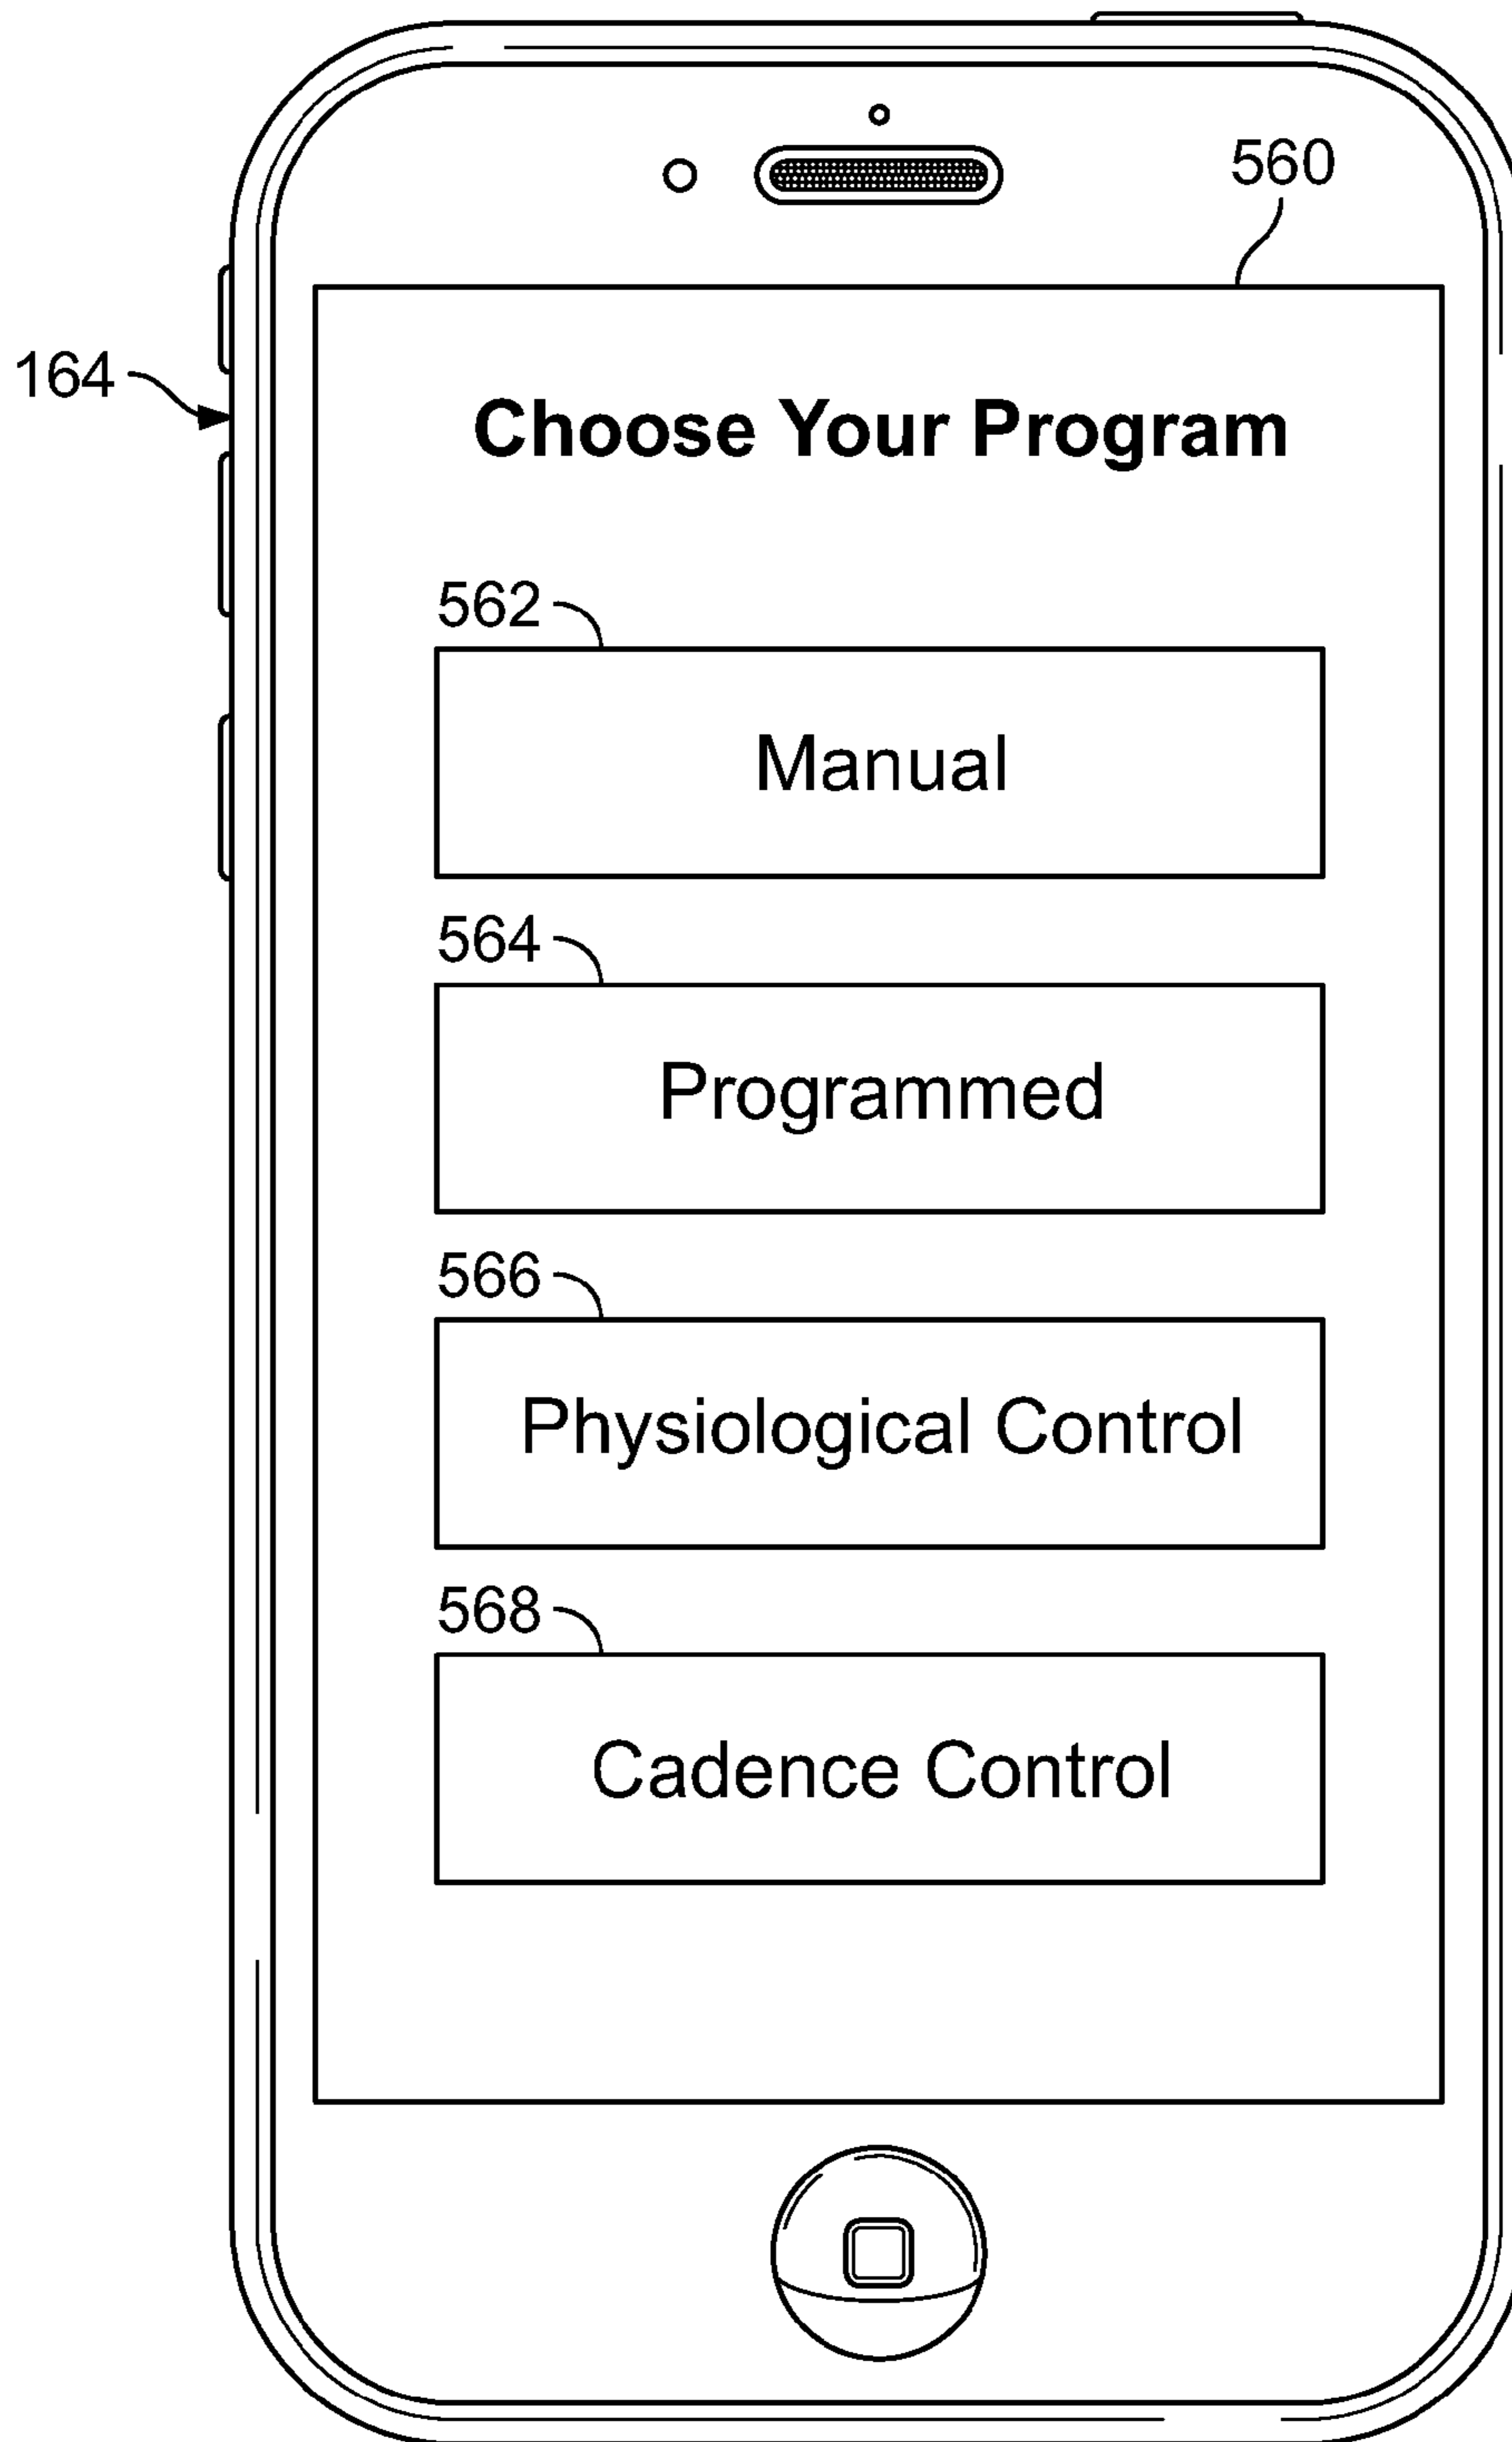 560
164
Choose Your Program
562
Manual
564
Programmed
566
Physiological Control
568
Cadence Control